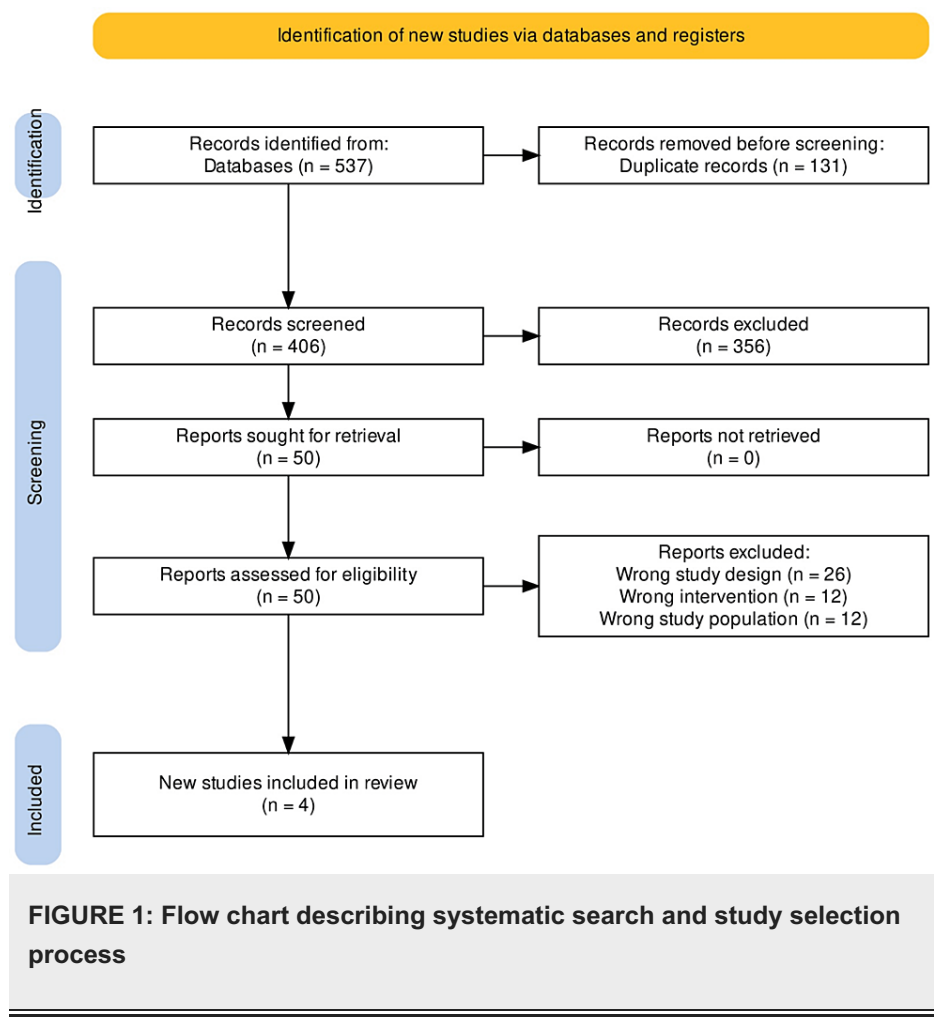 Identification of new studies via databases and registers
Identification
Records identified from:
Databases (n = 537)
Records removed before screening:
Duplicate records (n = 131)
Screening
Records screened
(n = 406)
Records excluded
(n = 356)
Reports sought for retrieval
(n = 50)
Reports not retrieved
(n = 0)
Reports assessed for eligibility
(n = 50)
Reports excluded:
Wrong study design (n = 26)
Wrong intervention (n = 12)
Wrong study population (n = 12)
Included
New studies included in review
(n = 4)
FIGURE 1: Flow chart describing systematic search and study selection
process